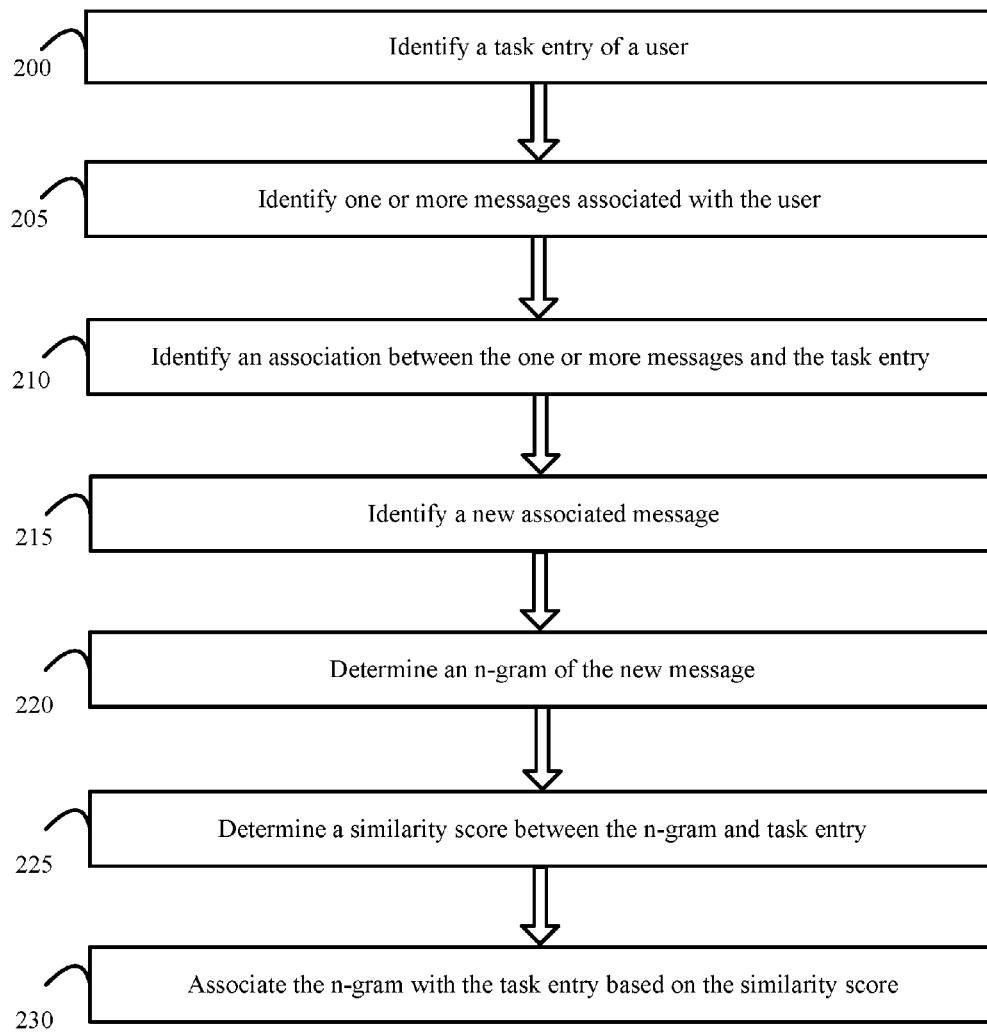 Identify a task entry of a user
200
Identify one or more messages associated with the user
205
Identify an association between the one or more messages and the task entry
210
Identify a new associated message
215
Determine an n-gram of the new message
220
Determine a similarity score between the n-gram and task entry
225
Associate the n-gram with the task entry based on the similarity score
230